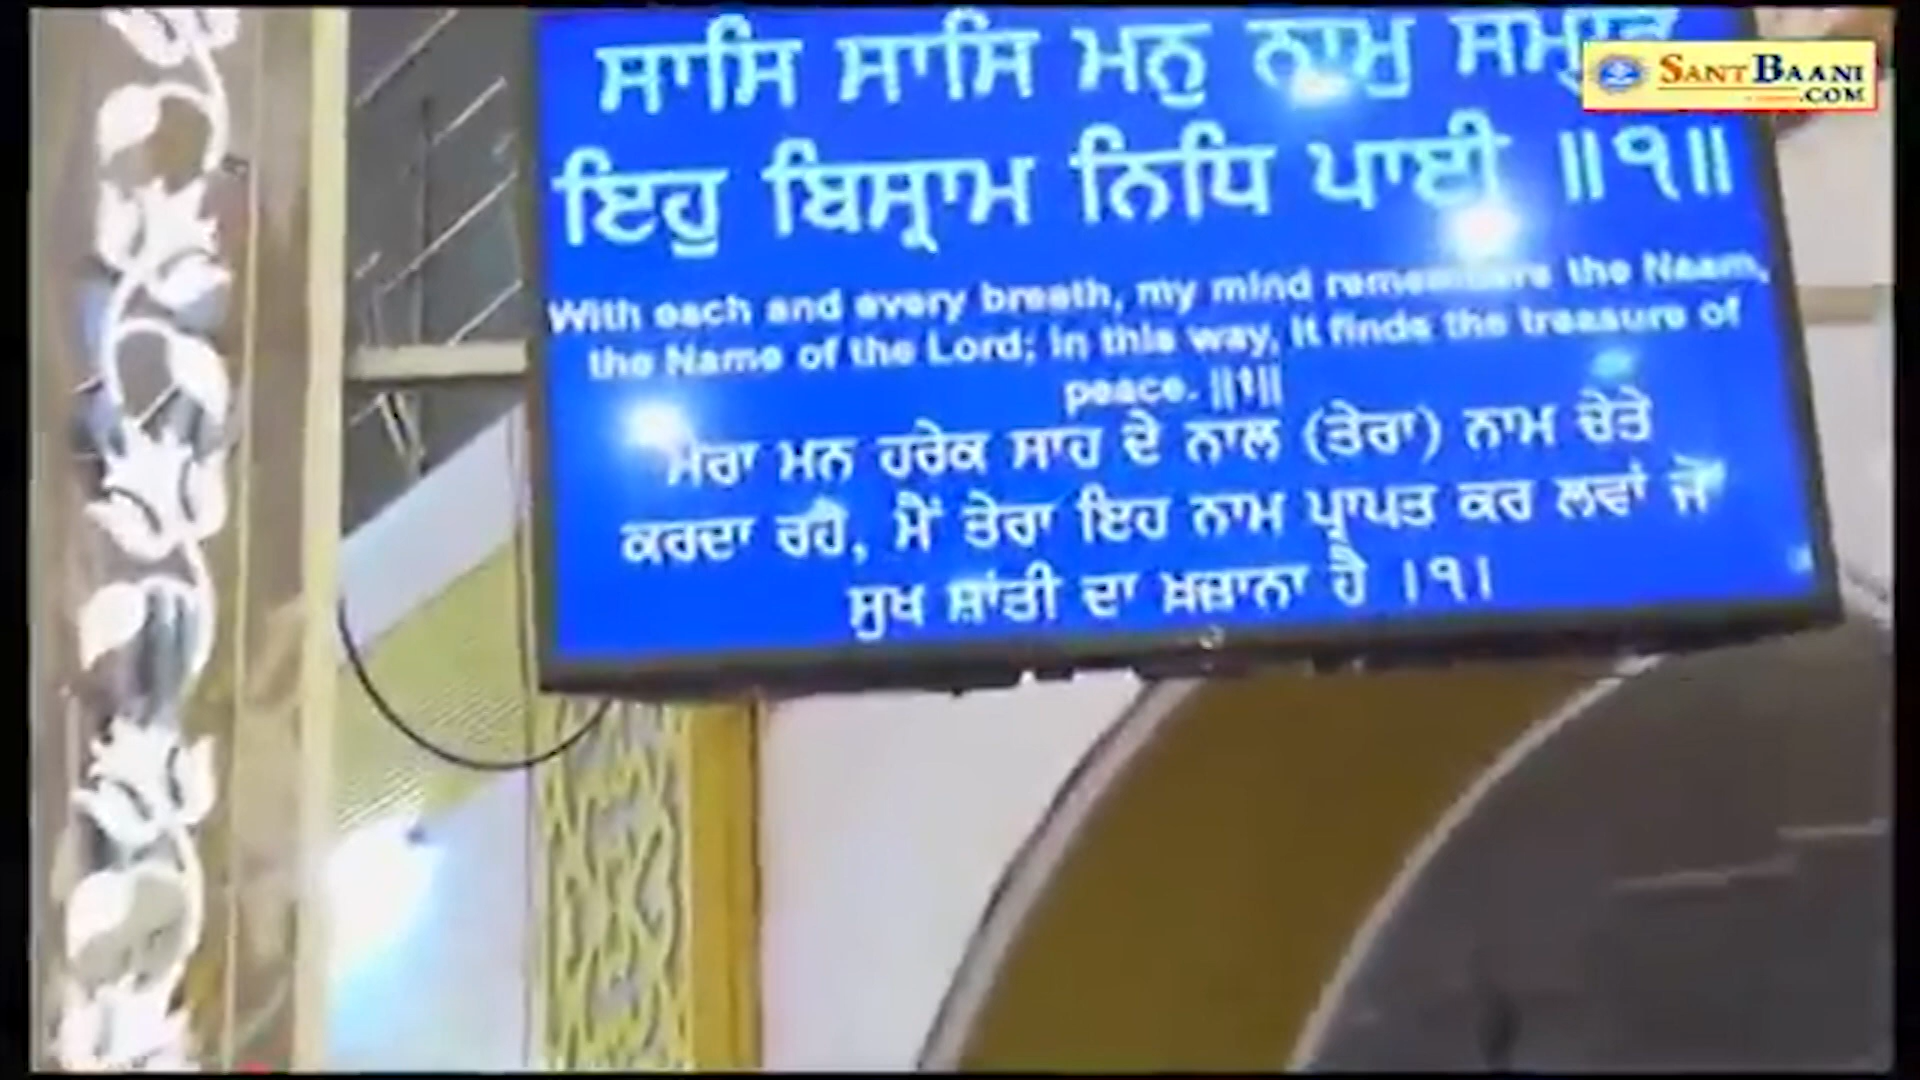 ਸਾਸਿ ਸਾਸਿ ਮਨੁ ਨਾਮੁ
SANTBAANI
.COM
ਇਹੁ ਬਿਸ੍ਰਾਮ ਨਿਧਿ ਪਾਈ ॥੧॥
With each and every breath, my mind remembers the Naam,
the Name of the Lord; in this way, it finds the treasure of
peace. ||1||
ਮੇਰਾ ਮਨ ਹਰੇਕ ਸਾਹ ਦੇ ਨਾਲ (ਤੇਰਾ) ਨਾਮ ਚੇਤੇ
ਕਰਦਾ ਰਹੈ, ਮੈਂ ਤੇਰਾ ਇਹ ਨਾਮ ਪ੍ਰਾਪਤ ਕਰ ਲਵਾਂ ਜੋ
ਸੁਖ ਸ਼ਾਂਤੀ ਦਾ ਖ਼ਜ਼ਾਨਾ ਹੈ ।੧।